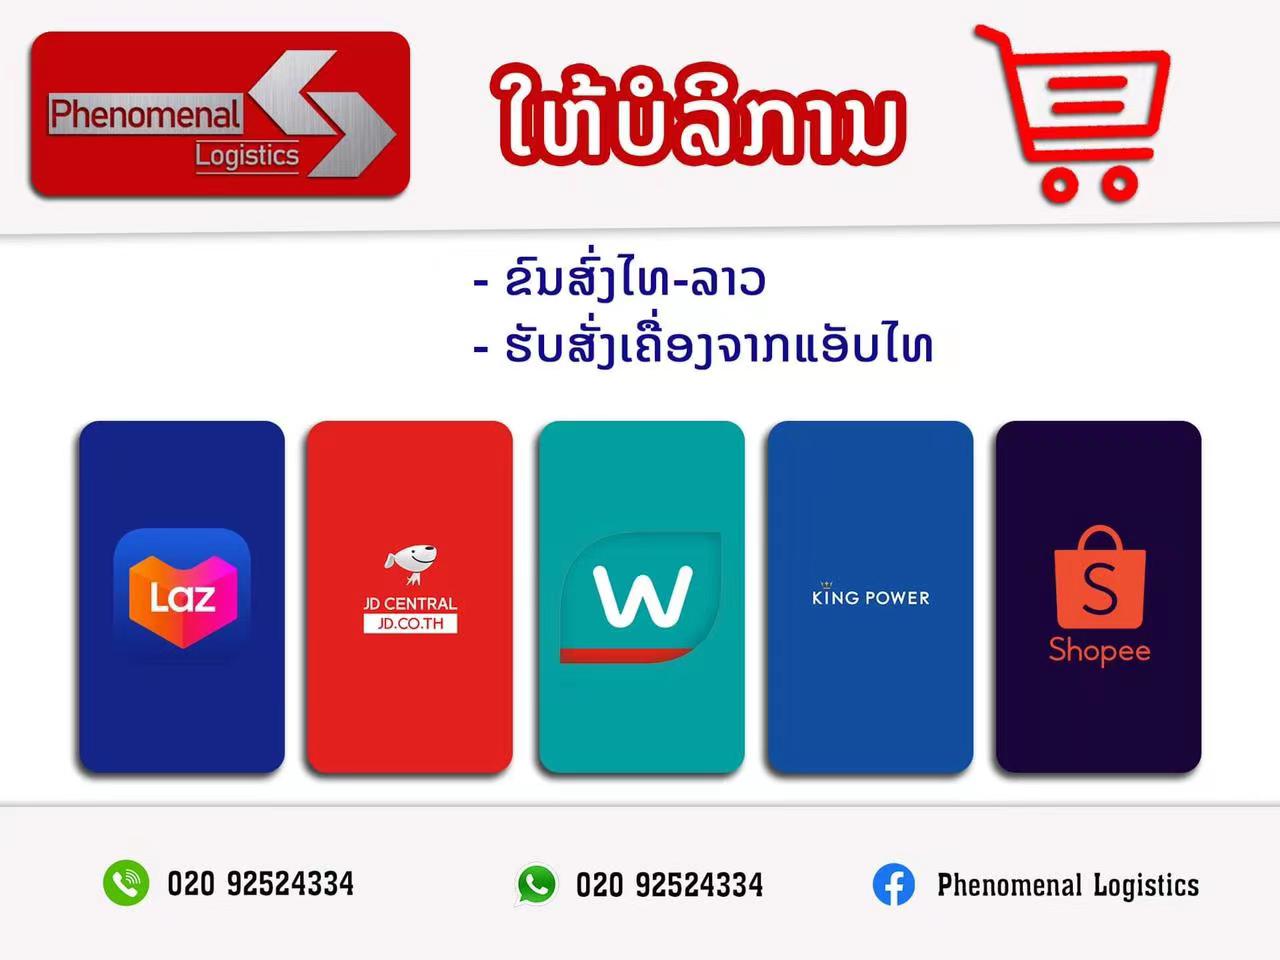 Phenomenal
Logistics
ໃຫ້ບໍລິການ
- ຂົນສົ່ງໄທ-ລາວ
- ຮັບສັ່ງເຄື່ອງຈາກແອັບໄທ
Laz
JD CENTRAL
JD.CO.TH
W
KING POWER
S
Shopee
020 92524334
020 92524334
Phenomenal Logistics